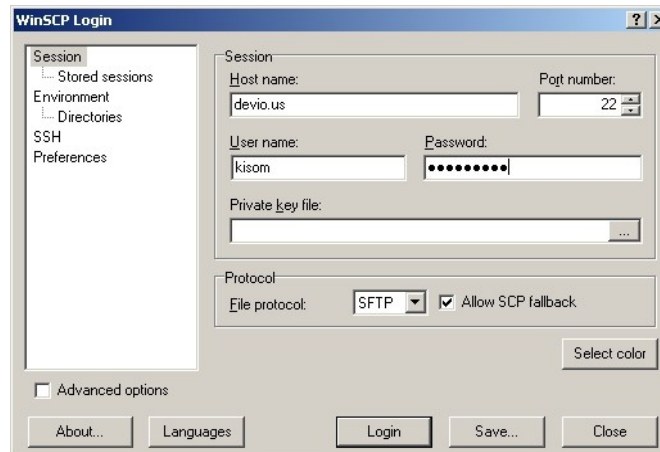 WinSCP Login
Session
Stored sessions
Environment
Directories
SSH
Preferences
Session
Host name:
Port number:
devio.us
22
User name:
Password:
kisom
●●●●●●●●●
Private key file:
...
Protocol
File protocol:
SFTP
Allow SCP fallback
Select color
Advanced options
About...
Languages
Login
Save...
Close